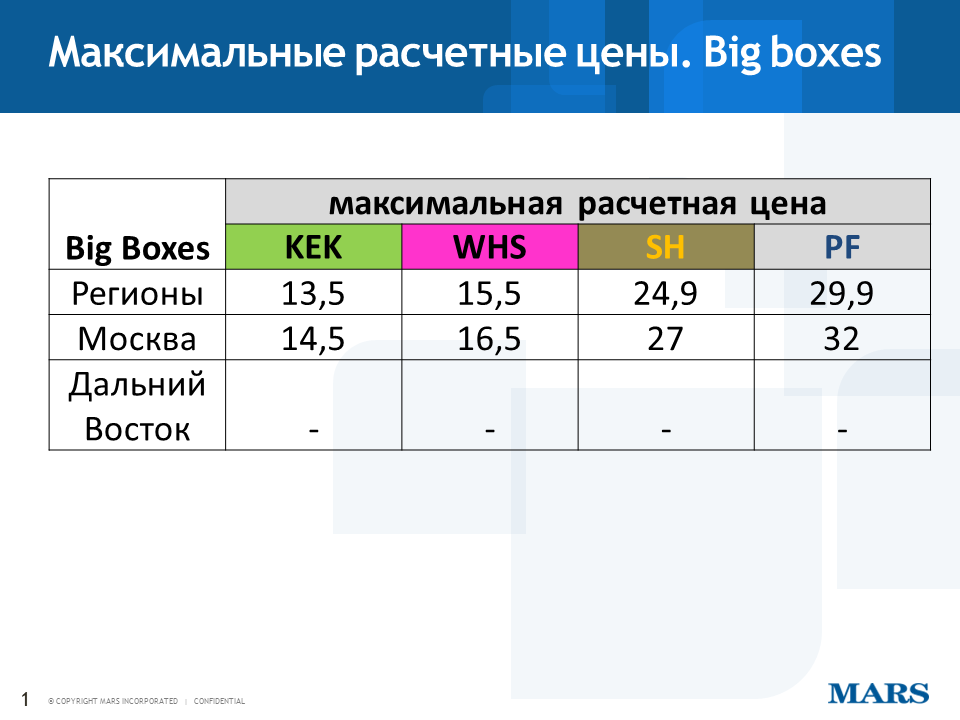 Максимальные расчетные цены. Big boxes
максимальная расчетная цена
Big Boxes KEK WHS SH PF
Регионы 13,5 15,5 24,9 29,9
Москва 14,5 16,5 27 32
Дальний
Восток - - - -
1 © COPYRIGHT MARS INCORPORATED | CONFIDENTIAL
MARS